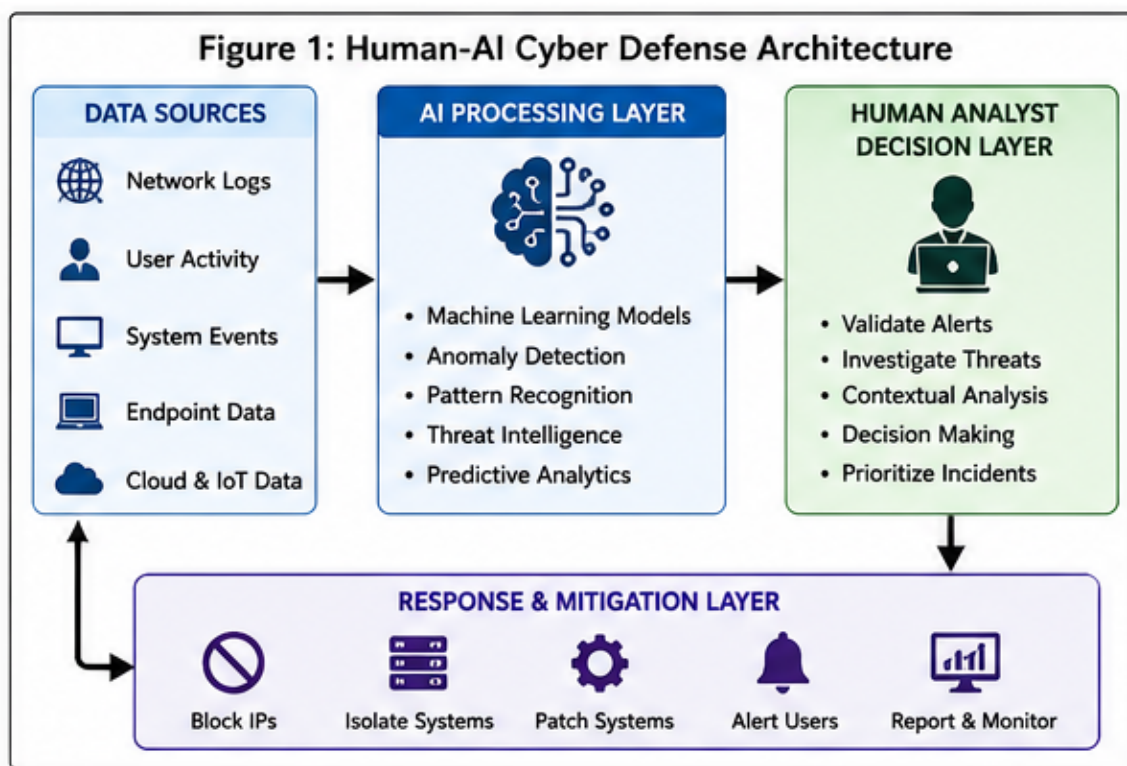 Figure 1: Human-AI Cyber Defense Architecture
DATA SOURCES
Network Logs
User Activity
System Events
Endpoint Data
Cloud & IoT Data
AI PROCESSING LAYER
• Machine Learning Models
• Anomaly Detection
• Pattern Recognition
• Threat Intelligence
• Predictive Analytics
HUMAN ANALYST
DECISION LAYER
• Validate Alerts
• Investigate Threats
• Contextual Analysis
• Decision Making
• Prioritize Incidents
RESPONSE & MITIGATION LAYER
Block IPs
Isolate Systems
Patch Systems
Alert Users
Report & Monitor